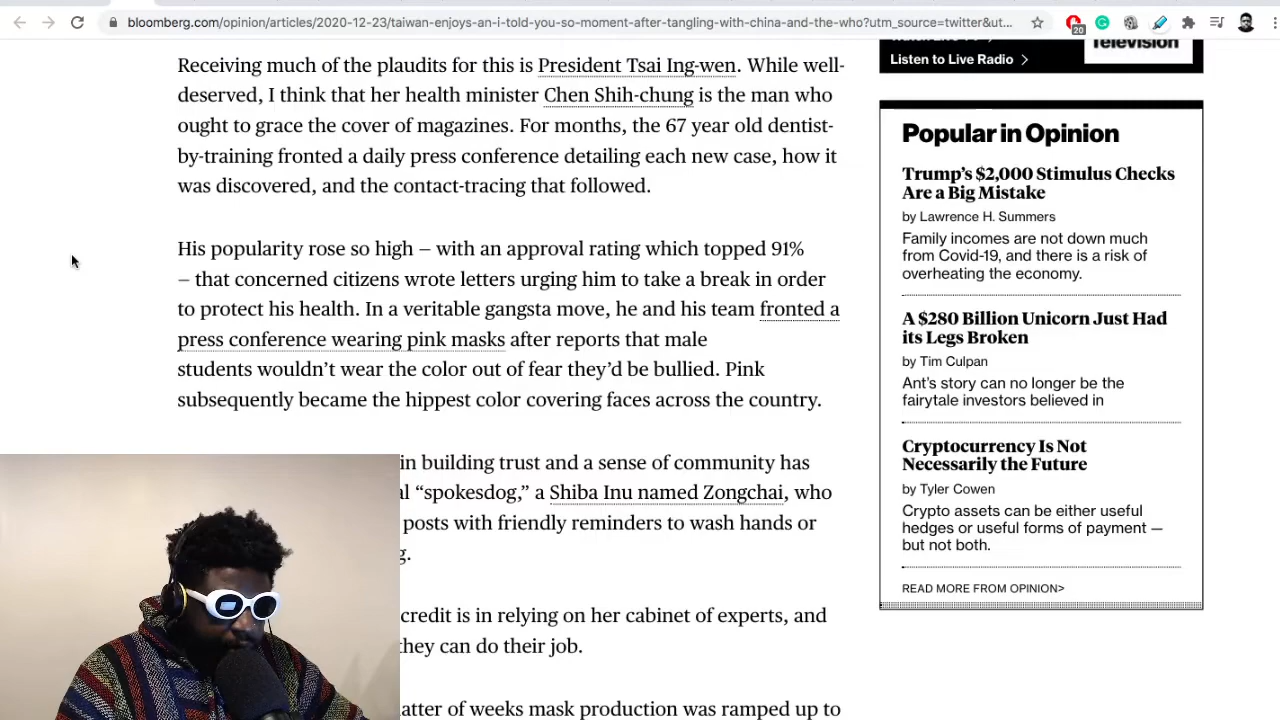 bloomberg.com/opinion/articles/2020-12-23/taiwan-enjoys-an-i-told-you-so-moment-after-tangling-with-china-and-the-who?utm_source=twitter&ut...
20
Receiving much of the plaudits for this is President Tsai Ing-wen. While well-
deserved, I think that her health minister Chen Shih-chung is the man who
ought to grace the cover of magazines. For months, the 67 year old dentist-
by-training fronted a daily press conference detailing each new case, how it
was discovered, and the contact-tracing that followed.
His popularity rose so high – with an approval rating which topped 91%
– that concerned citizens wrote letters urging him to take a break in order
to protect his health. In a veritable gangsta move, he and his team fronted a
press conference wearing pink masks after reports that male
students wouldn't wear the color out of fear they'd be bullied. Pink
subsequently became the hippest color covering faces across the country.
in building trust and a sense of community has
“spokesdog,” a Shiba Inu named Zongchai, who
posts with friendly reminders to wash hands or
credit is in relying on her cabinet of experts, and
they can do their job.
atter of weeks mask production was ramped up to
Television
Listen to Live Radio >
Popular in Opinion
Trump's $2,000 Stimulus Checks
Are a Big Mistake
by Lawrence H. Summers
Family incomes are not down much
from Covid-19, and there is a risk of
overheating the economy.
A $280 Billion Unicorn Just Had
its Legs Broken
by Tim Culpan
Ant's story can no longer be the
fairytale investors believed in
Cryptocurrency Is Not
Necessarily the Future
by Tyler Cowen
Crypto assets can be either useful
hedges or useful forms of payment —
but not both.
READ MORE FROM OPINION>